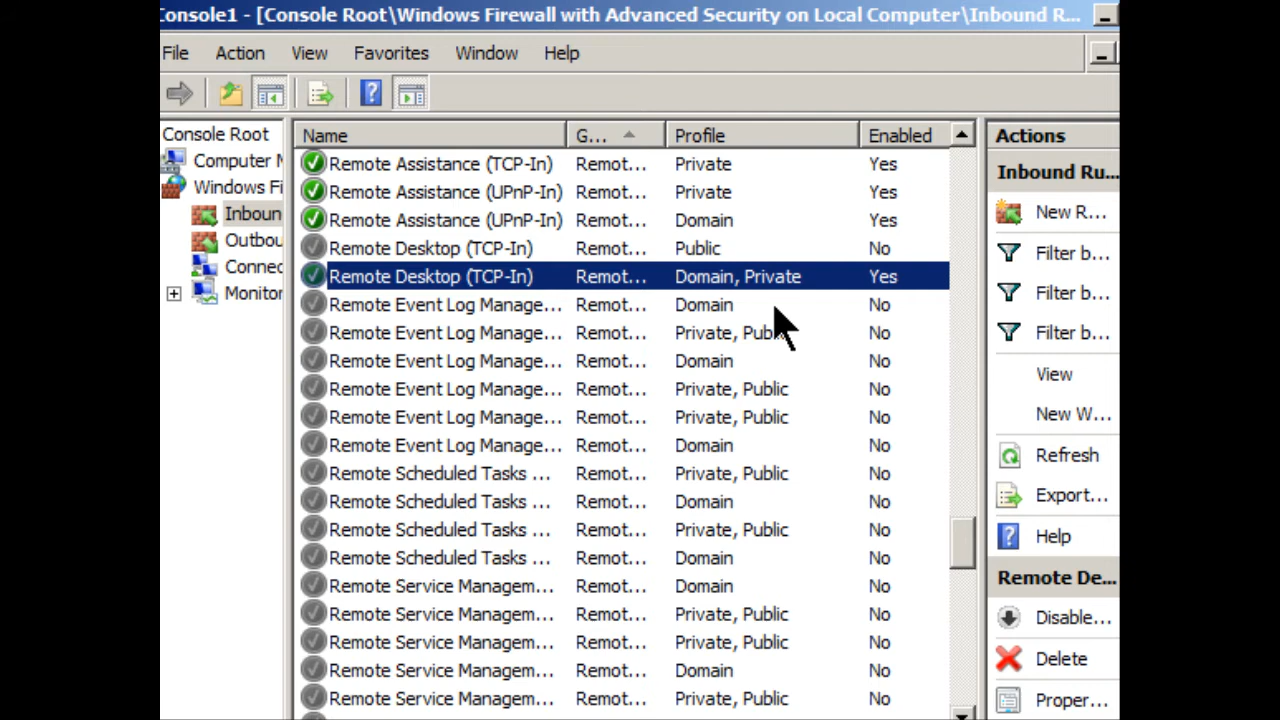 Console1 - [Console Root\Windows Firewall with Advanced Security on Local Computer\Inbound R...
File Action View Favorites Window Help
Console Root
Computer M
Windows Fi
Inboun
Outbou
Connec
Monitor
Name G... Profile Enabled
Remote Assistance (TCP-In) Remot... Private Yes
Remote Assistance (UPnP-In) Remot... Private Yes
Remote Assistance (UPnP-In) Remot... Domain Yes
Remote Desktop (TCP-In) Remot... Public No
Remote Desktop (TCP-In) Remot... Domain, Private Yes
Remote Event Log Manage... Remot... Domain No
Remote Event Log Manage... Remot... Private, Public No
Remote Event Log Manage... Remot... Domain No
Remote Event Log Manage... Remot... Private, Public No
Remote Event Log Manage... Remot... Private, Public No
Remote Event Log Manage... Remot... Domain No
Remote Scheduled Tasks ... Remot... Private, Public No
Remote Scheduled Tasks ... Remot... Domain No
Remote Scheduled Tasks ... Remot... Private, Public No
Remote Scheduled Tasks ... Remot... Domain No
Remote Service Managem... Remot... Domain No
Remote Service Managem... Remot... Private, Public No
Remote Service Managem... Remot... Private, Public No
Remote Service Managem... Remot... Domain No
Remote Service Managem... Remot... Private, Public No
Actions
Inbound Ru...
New R...
Filter b...
Filter b...
Filter b...
View
New W...
Refresh
Export...
Help
Remote De...
Disable...
Delete
Proper...